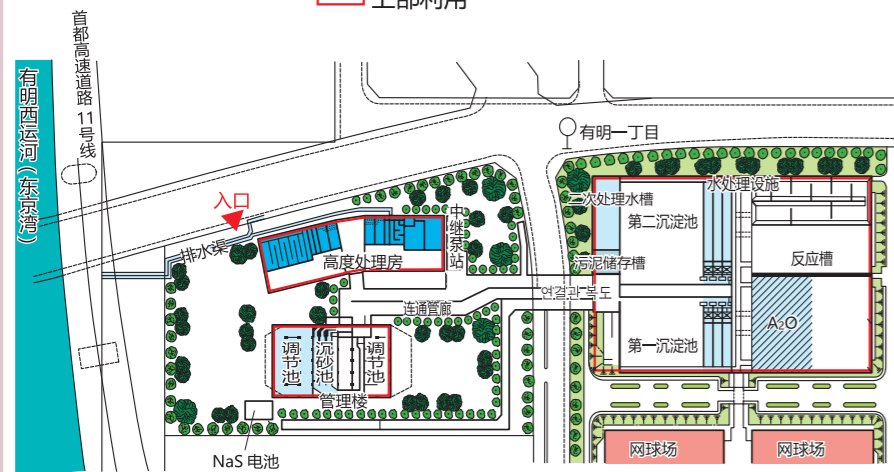 上部利用
首都高速道路 11号线
有明西运河（东京湾）
有明一丁目
入口
中继泵站
排水渠
高度处理房
水处理设施
二次处理水槽
第二沉淀池
污泥储存槽
反应槽
연결관 복도
连通管廊
A₂O
第一沉淀池
调节池
沉砂池
调节池
管理楼
NaS 电池
网球场
网球场